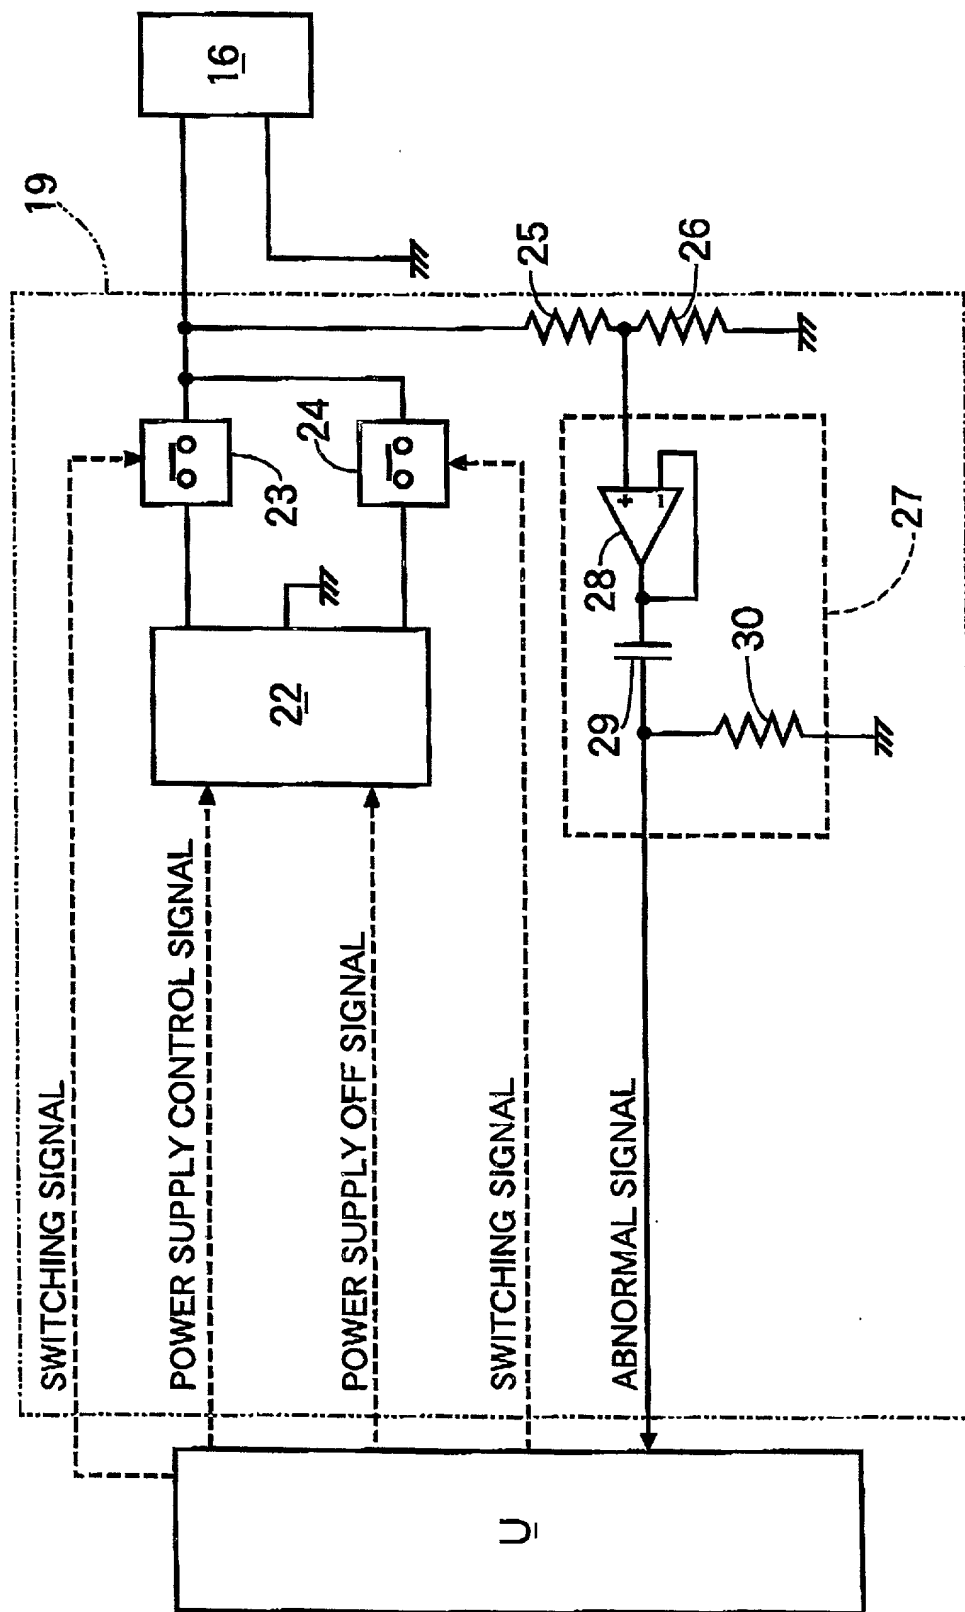 16
19
25
26
SWITCHING SIGNAL
23
24
POWER SUPPLY CONTROL SIGNAL
22
POWER SUPPLY OFF SIGNAL
SWITCHING SIGNAL
+
−
28
27
29
30
ABNORMAL SIGNAL
U